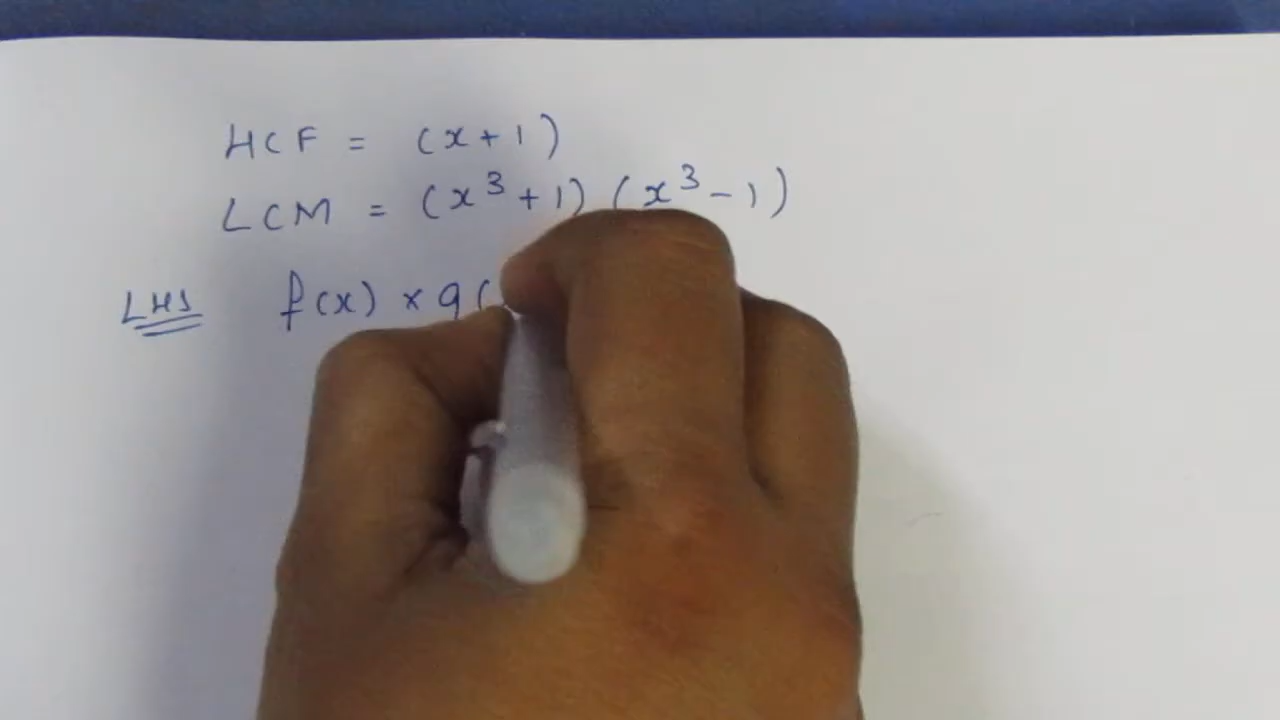 HCF = (x+1)
LCM = (x³+1) (x³-1)
LHS f(x) × g(